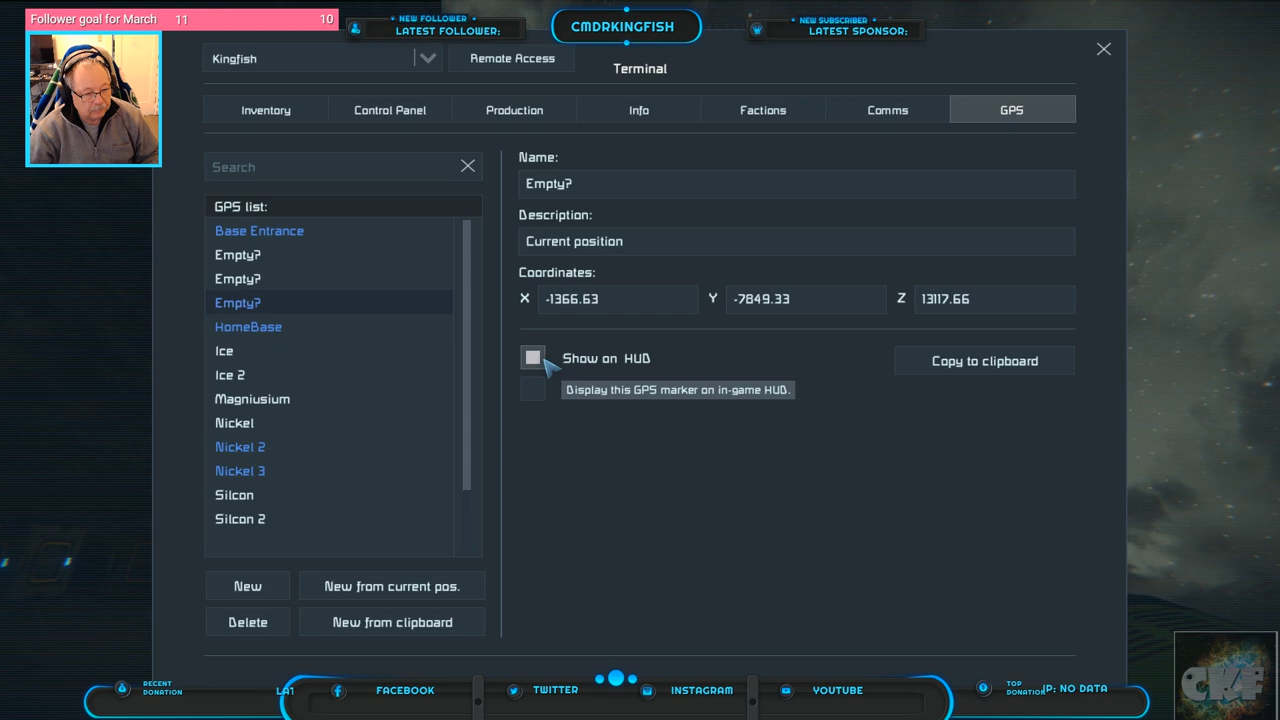 Follower goal for March 11 10
NEW FOLLOWER
LATEST FOLLOWER:
CMDRKINGFISH
NEW SUBSCRIBER
LATEST SPONSOR:
Kingfish
Remote Access
Terminal
Inventory
Control Panel
Production
Info
Factions
Comms
GPS
Search
GPS list:
Base Entrance
Empty?
Empty?
Empty?
HomeBase
Ice
Ice 2
Magniusium
Nickel
Nickel 2
Nickel 3
Silcon
Silcon 2
New
New from current pos.
Delete
New from clipboard
Name:
Empty?
Description:
Current position
Coordinates:
X -1366.63 Y -7849.33 Z 13117.66
Show on HUD
Copy to clipboard
Display this GPS marker on in-game HUD.
RECENT
DONATION
LA1
FACEBOOK
TWITTER
INSTAGRAM
YOUTUBE
TOP
DONATION
IP: NO DATA
CKF